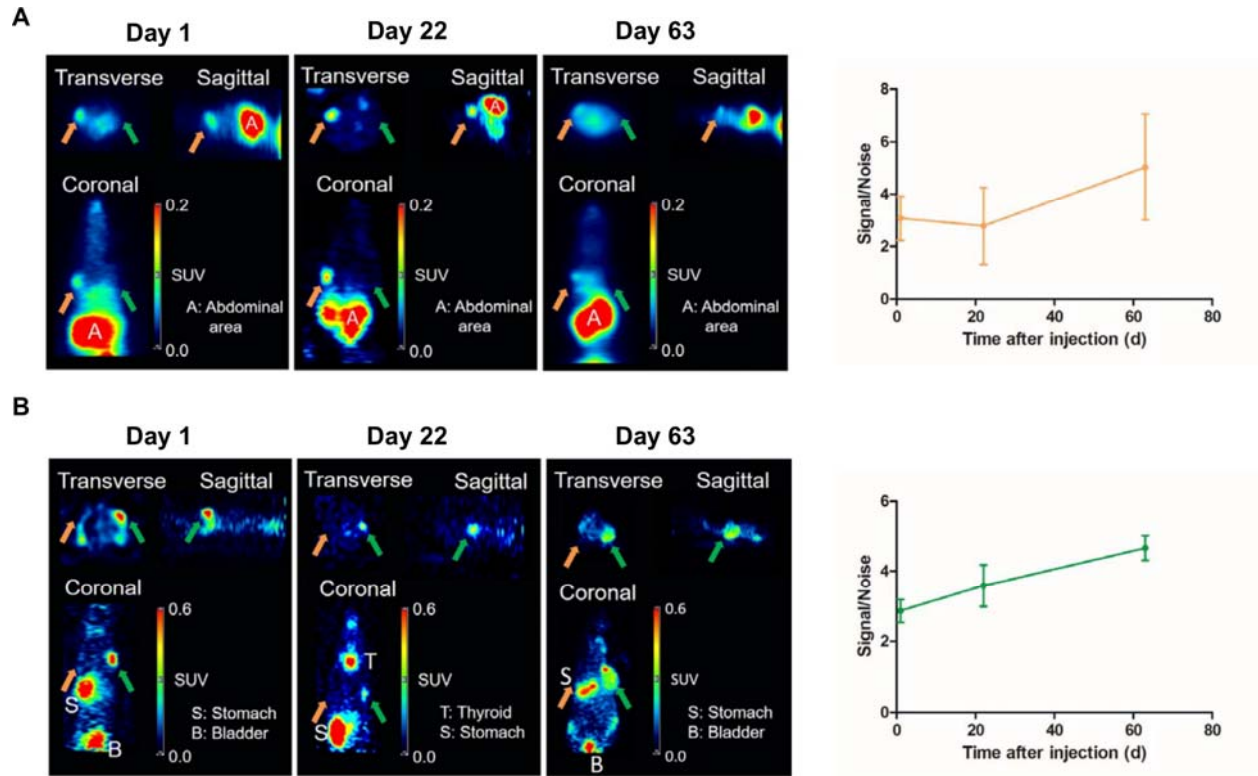 A
Day 1
Day 22
Day 63
Transverse
Sagittal
Transverse
Sagittal
Transverse
Sagittal
A
A
Coronal
Coronal
Coronal
0.2
0.2
0.2
SUV
SUV
SUV
A: Abdominal
area
A: Abdominal
area
A: Abdominal
area
A
A
A
0.0
0.0
0.0
8
6
4
2
0
Signal/Noise
0
20
40
60
80
Time after injection (d)
B
Day 1
Day 22
Day 63
Transverse
Sagittal
Transverse
Sagittal
Transverse
Sagittal
Coronal
Coronal
Coronal
0.6
0.6
0.6
T
S
SUV
SUV
SUV
S
S
B
B
S: Stomach
B: Bladder
T: Thyroid
S: Stomach
S: Stomach
B: Bladder
0.0
0.0
0.0
6
4
2
0
Signal/Noise
0
20
40
60
80
Time after injection (d)